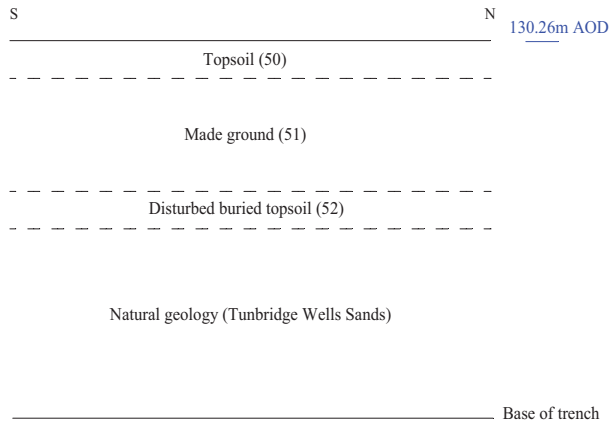 S
N
130.26m AOD
Topsoil (50)
Made ground (51)
Disturbed buried topsoil (52)
Natural geology (Tunbridge Wells Sands)
Base of trench